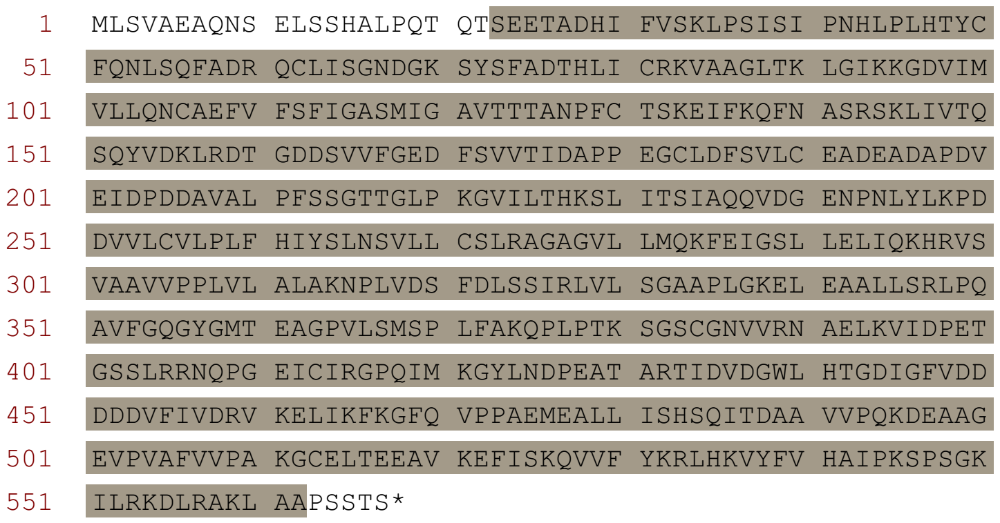 1 MLSVAEAQNS ELSSHALPQT QTSEETADHI FVSKLPSISI PNHLPLHTYC
51 FQNLSQFADR QCLISGNDGK SYSFADTHLI CRKVAAGLTK LGIKKGDVIM
101 VLLQNCAEFV FSFIGASMIG AVTTTANPFC TSKEIFKQFN ASRSKLIVTQ
151 SQYVDKLRDT GDDSVVFGED FSVVTIDAPP EGCLDFSVLC EADEADAPDV
201 EIDPDDAVAL PFSSGTTGLP KGVILTHKSL ITSIAQQVDG ENPNLYLKPD
251 DVVLCVLPLF HIYSLNSVLL CSLRAGAGVL LMQKFEIGSL LELIQKHRVS
301 VAAVVPPLVL ALAKNPLVDS FDLSSIRLVL SGAAPLGKEL EAALLSRLPQ
351 AVFGQGYGMT EAGPVLSMSP LFAKQPLPTK SGSCGNVVRN AELKVIDPET
401 GSSLRRNQPG EICIRGPQIM KGYLNDPEAT ARTIDVDGWL HTGDIGFVDD
451 DDDVFIVDRV KELIKFKGFQ VPPAEMEALL ISHSQITDAA VVPQKDEAAG
501 EVPVAFVVPA KGCELTEEAV KEFISKQVVF YKRLHKVYFV HAIPKSPSGK
551 ILRKDLRAKL AAPSSTS*